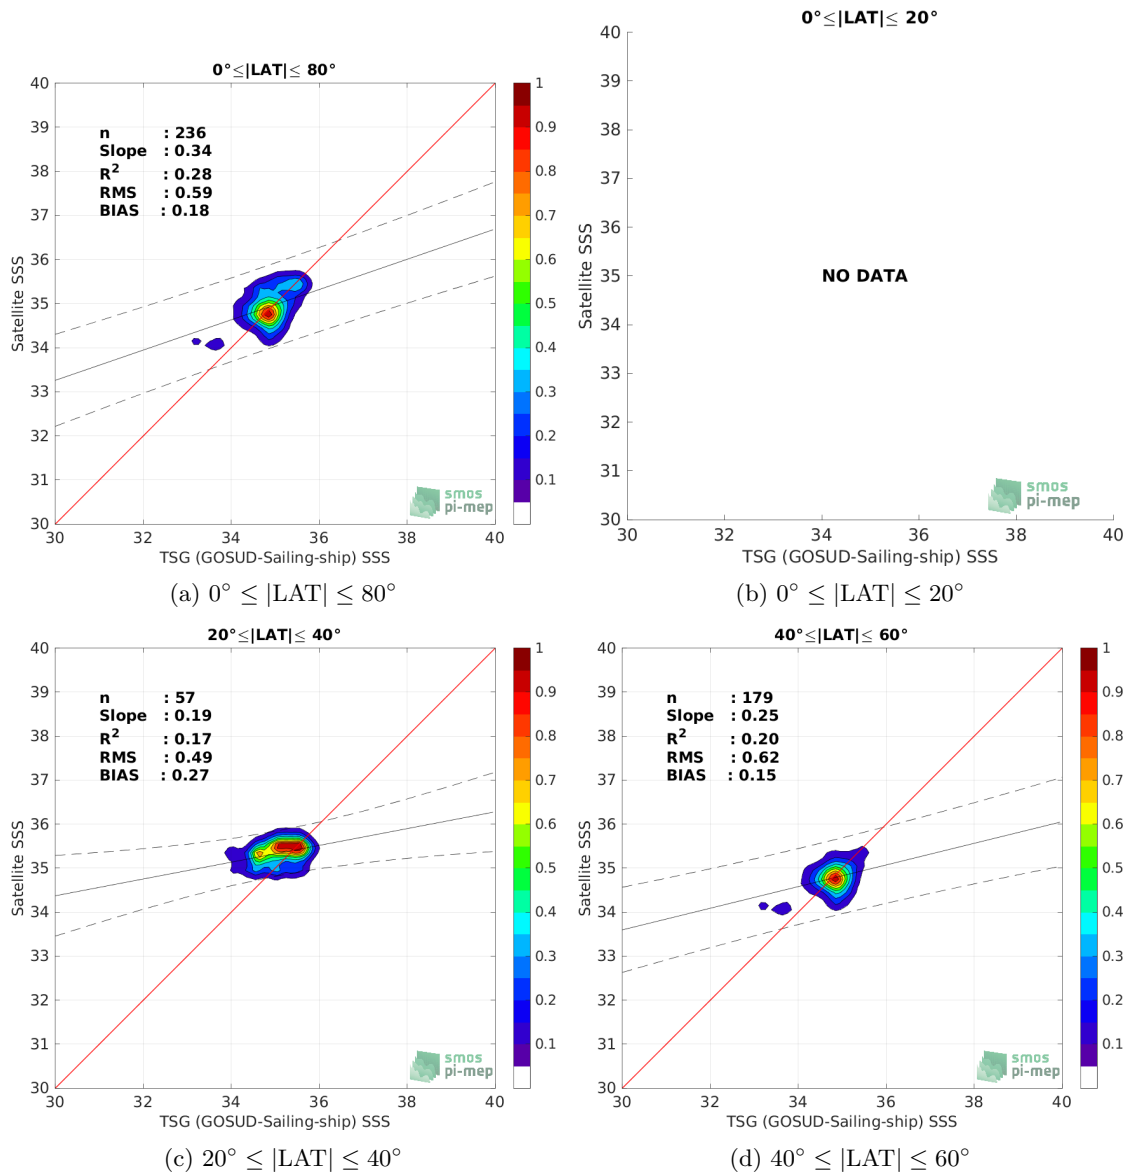 0°≤|LAT|≤ 80°
40
39
38
37
36
35
34
33
32
31
30
Satellite SSS
n : 236
Slope : 0.34
R² : 0.28
RMS : 0.59
BIAS : 0.18
smos
pi-mep
30 32 34 36 38 40
TSG (GOSUD-Sailing-ship) SSS
1
0.9
0.8
0.7
0.6
0.5
0.4
0.3
0.2
0.1
(a) 0° ≤ |LAT| ≤ 80°
0°≤|LAT|≤ 20°
40
39
38
37
36
35
34
33
32
31
30
Satellite SSS
NO DATA
smos
pi-mep
30 32 34 36 38 40
TSG (GOSUD-Sailing-ship) SSS
(b) 0° ≤ |LAT| ≤ 20°
20°≤|LAT|≤ 40°
40
39
38
37
36
35
34
33
32
31
30
Satellite SSS
n : 57
Slope : 0.19
R² : 0.17
RMS : 0.49
BIAS : 0.27
smos
pi-mep
30 32 34 36 38 40
TSG (GOSUD-Sailing-ship) SSS
1
0.9
0.8
0.7
0.6
0.5
0.4
0.3
0.2
0.1
(c) 20° ≤ |LAT| ≤ 40°
40°≤|LAT|≤ 60°
40
39
38
37
36
35
34
33
32
31
30
Satellite SSS
n : 179
Slope : 0.25
R² : 0.20
RMS : 0.62
BIAS : 0.15
smos
pi-mep
30 32 34 36 38 40
TSG (GOSUD-Sailing-ship) SSS
1
0.9
0.8
0.7
0.6
0.5
0.4
0.3
0.2
0.1
(d) 40° ≤ |LAT| ≤ 60°